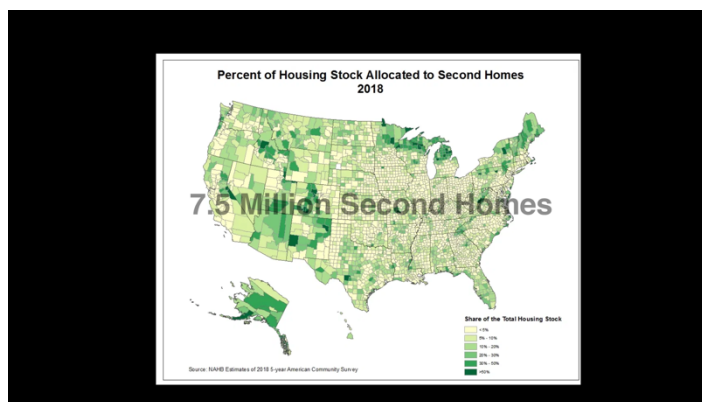 Percent of Housing Stock Allocated to Second Homes
2018
7.5 Million Second Homes
Share of the Total Housing Stock
<5%
5% - 10%
10% - 20%
20% - 30%
30% - 50%
>50%
Source: NAHB Estimates of 2018 5-year American Community Survey